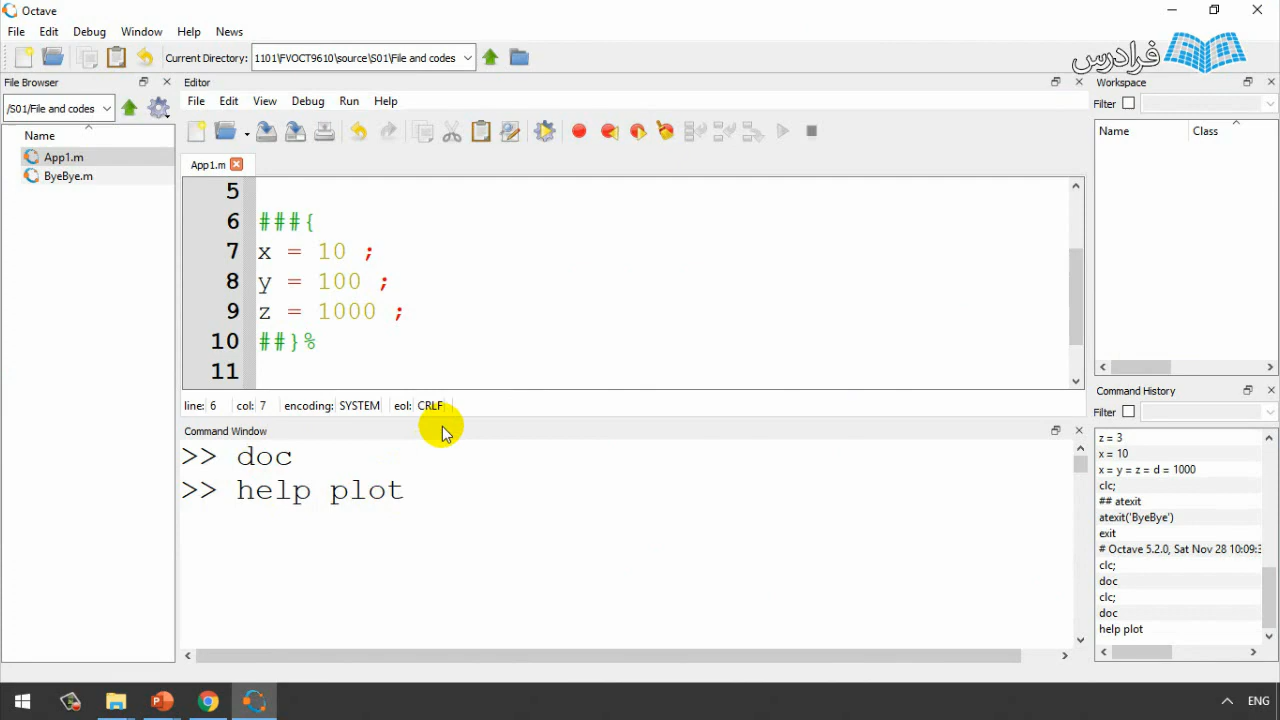 Octave
File Edit Debug Window Help News
Current Directory: 1101\FVOCT9610\source\S01\File and codes
فرادرس
File Browser
/S01/File and codes
Name
App1.m
ByeBye.m
Editor
File Edit View Debug Run Help
App1.m
5
6 ###{
7 x = 10 ;
8 y = 100 ;
9 z = 1000 ;
10 ##}%
11
line: 6 col: 7 encoding: SYSTEM eol: CRLF
Command Window
>> doc
>> help plot
Workspace
Filter
Name Class
Command History
Filter
z = 3
x = 10
x = y = z = d = 1000
clc;
## atexit
atexit('ByeBye')
exit
# Octave 5.2.0, Sat Nov 28 10:09:3
clc;
doc
clc;
doc
help plot
ENG